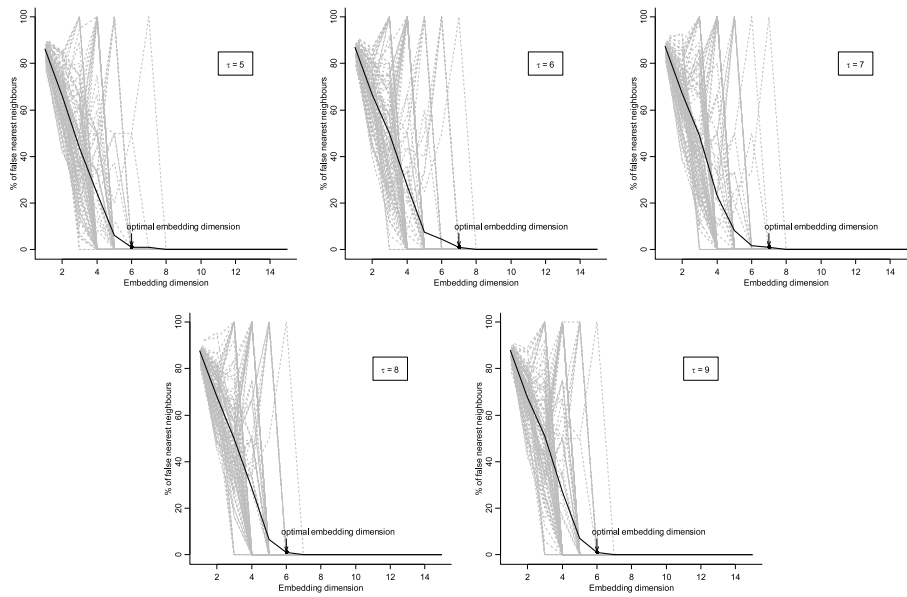 % of false nearest neighbours
0 20 40 60 80 100
τ = 5
optimal embedding dimension
2 4 6 8 10 12 14
Embedding dimension
% of false nearest neighbours
0 20 40 60 80 100
τ = 6
optimal embedding dimension
2 4 6 8 10 12 14
Embedding dimension
% of false nearest neighbours
0 20 40 60 80 100
τ = 7
optimal embedding dimension
2 4 6 8 10 12 14
Embedding dimension
% of false nearest neighbours
0 20 40 60 80 100
τ = 8
optimal embedding dimension
2 4 6 8 10 12 14
Embedding dimension
% of false nearest neighbours
0 20 40 60 80 100
τ = 9
optimal embedding dimension
2 4 6 8 10 12 14
Embedding dimension